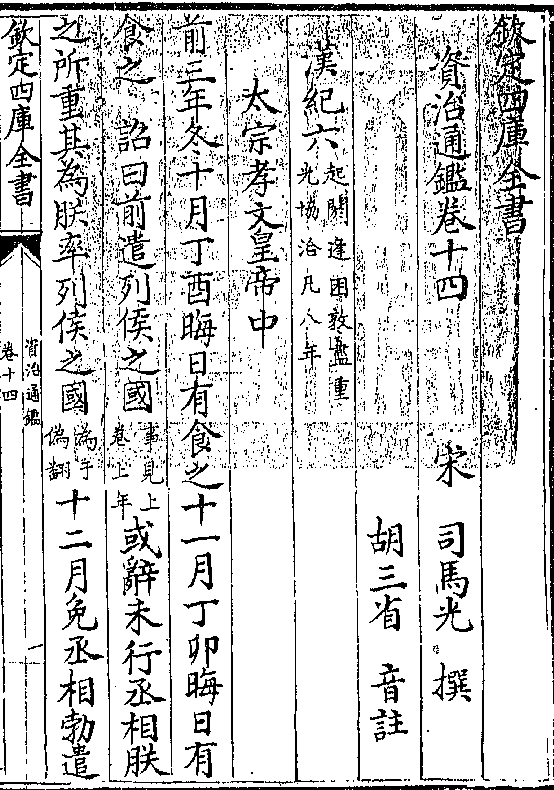 欽定四庫全書
資治通鑑卷十四　宋　司馬光　撰
胡三省　音註
漢紀六起閼逢困敦盡重光協洽凡八年
太宗孝文皇帝中
前三年冬十月丁酉晦日有食之十一月丁卯晦日有
食之　詔曰前遣列侯之國事見上卷上年或辭未行丞相朕
之所重其為朕率列侯之國為于偽翻十二月免丞相勃遣
欽定四庫全書
資治通鑑
卷十四